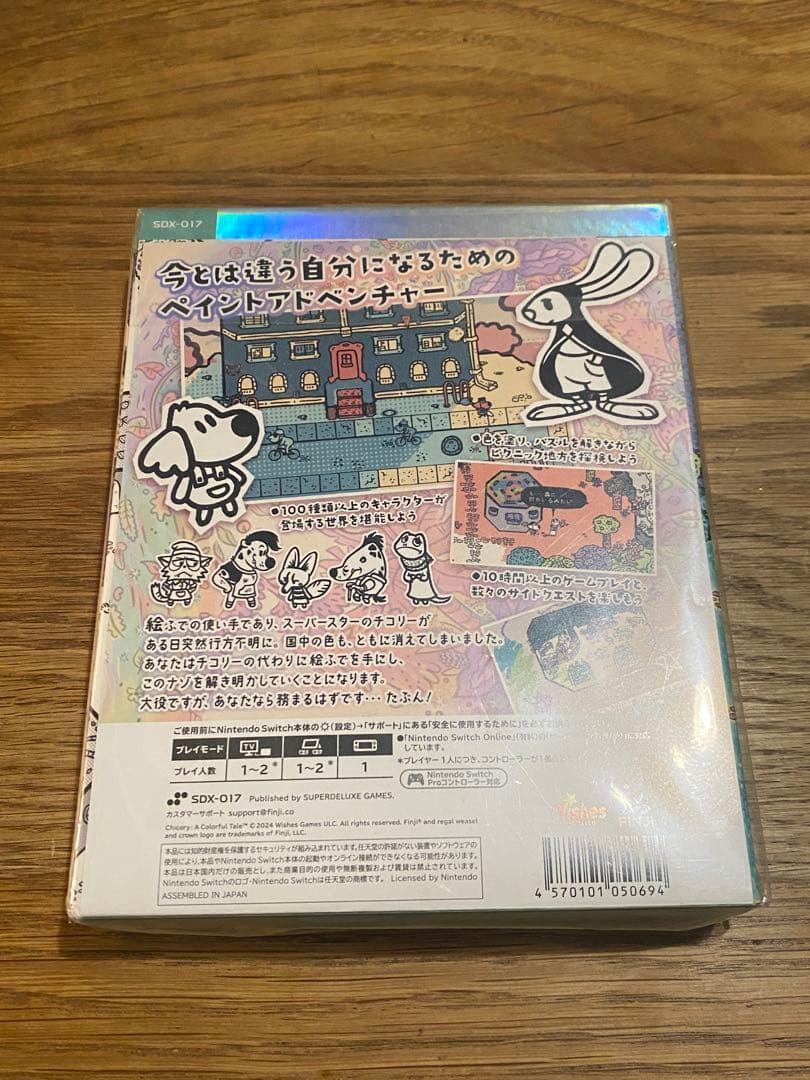 SDX-017
今とは違う自分になるための
ペイントアドベンチャー
●色を塗り、パズルを解きながら
ピクニック地方を探検しよう
●100種類以上のキャラクターが
登場する世界を堪能しよう
●10時間以上のゲームプレイと、
数々のサイドクエストを楽しもう
絵ふでの使い手であり、スーパースターのチコリーが
ある日突然行方不明に。国中の色も、ともに消えてしまいました。
あなたはチコリーの代わりに絵ふでを手にし、
このナゾを解き明かしていくことになります。
大役ですが、あなたなら務まるはずです・・・たぶん!
ご使用前にNintendo Switch本体の(設定)→「サポート」にある「安全に使用するために」を必ず
プレイモード
TV
プレイ人数
1~2*
1~2*
1
●「Nintendo Switch Online」(有料)の
しています。
*プレイヤー1人につき、コントローラーが1個
Nintendo Switch
Proコントローラー対応
SDX-017 Published by SUPERDELUXE GAMES.
カスタマーサポート support@finji.co
Chicory: A Colorful Tale™ ©2024 Wishes Games ULC. All rights reserved. Finji® and regal weasel
and crown logo are trademarks of Finji, LLC.
Wishes
FINJI
本品には知的財産権を保護するセキュリティが組み込まれています。任天堂の許諾がない装置やソフトウェアの
使用により、本品やNintendo Switch本体の起動やオンライン接続ができなくなる可能性があります。
本品は日本国内だけの販売とし、また商業目的の使用や無断複製および賃貸は禁止されています。
Nintendo Switchのロゴ・Nintendo Switchは任天堂の商標です。 Licensed by Nintendo
ASSEMBLED IN JAPAN
4 570101 050694